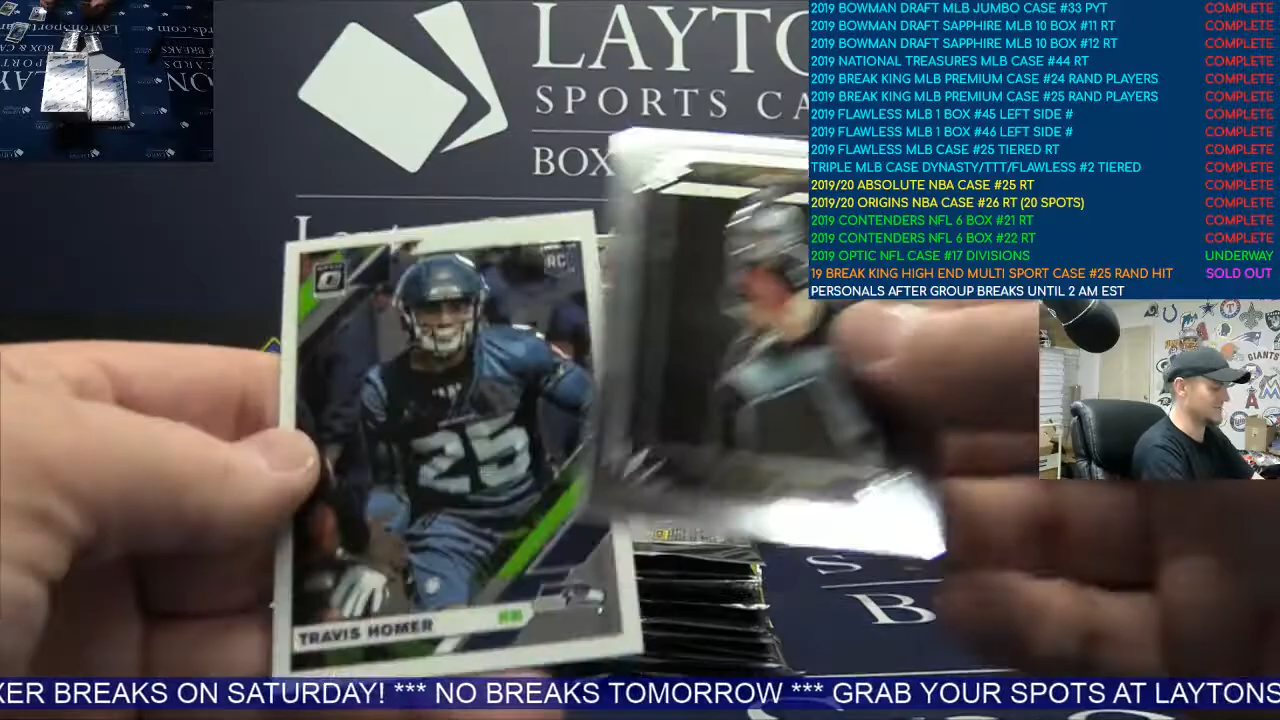 2019 BOWMAN DRAFT MLB JUMBO CASE #33 PYT COMPLETE
2019 BOWMAN DRAFT SAPPHIRE MLB 10 BOX #11 RT COMPLETE
2019 BOWMAN DRAFT SAPPHIRE MLB 10 BOX #12 RT COMPLETE
2019 NATIONAL TREASURES MLB CASE #44 RT COMPLETE
2019 BREAK KING MLB PREMIUM CASE #24 RAND PLAYERS COMPLETE
2019 BREAK KING MLB PREMIUM CASE #25 RAND PLAYERS COMPLETE
2019 FLAWLESS MLB 1 BOX #45 LEFT SIDE # COMPLETE
2019 FLAWLESS MLB 1 BOX #46 LEFT SIDE # COMPLETE
2019 FLAWLESS MLB CASE #25 TIERED RT COMPLETE
TRIPLE MLB CASE DYNASTY/TTT/FLAWLESS #2 TIERED COMPLETE
2019/20 ABSOLUTE NBA CASE #25 RT COMPLETE
2019/20 ORIGINS NBA CASE #26 RT (20 SPOTS) COMPLETE
2019 CONTENDERS NFL 6 BOX #21 RT COMPLETE
2019 CONTENDERS NFL 6 BOX #22 RT COMPLETE
2019 OPTIC NFL CASE #17 DIVISIONS UNDERWAY
19 BREAK KING HIGH END MULTI SPORT CASE #25 RAND HIT SOLD OUT
PERSONALS AFTER GROUP BREAKS UNTIL 2 AM EST
LAYTO
SPORTS CA
BOX
RC
25
TRAVIS HOMER RB
GIANTS
S
B
XER BREAKS ON SATURDAY! *** NO BREAKS TOMORROW *** GRAB YOUR SPOTS AT LAYTONS